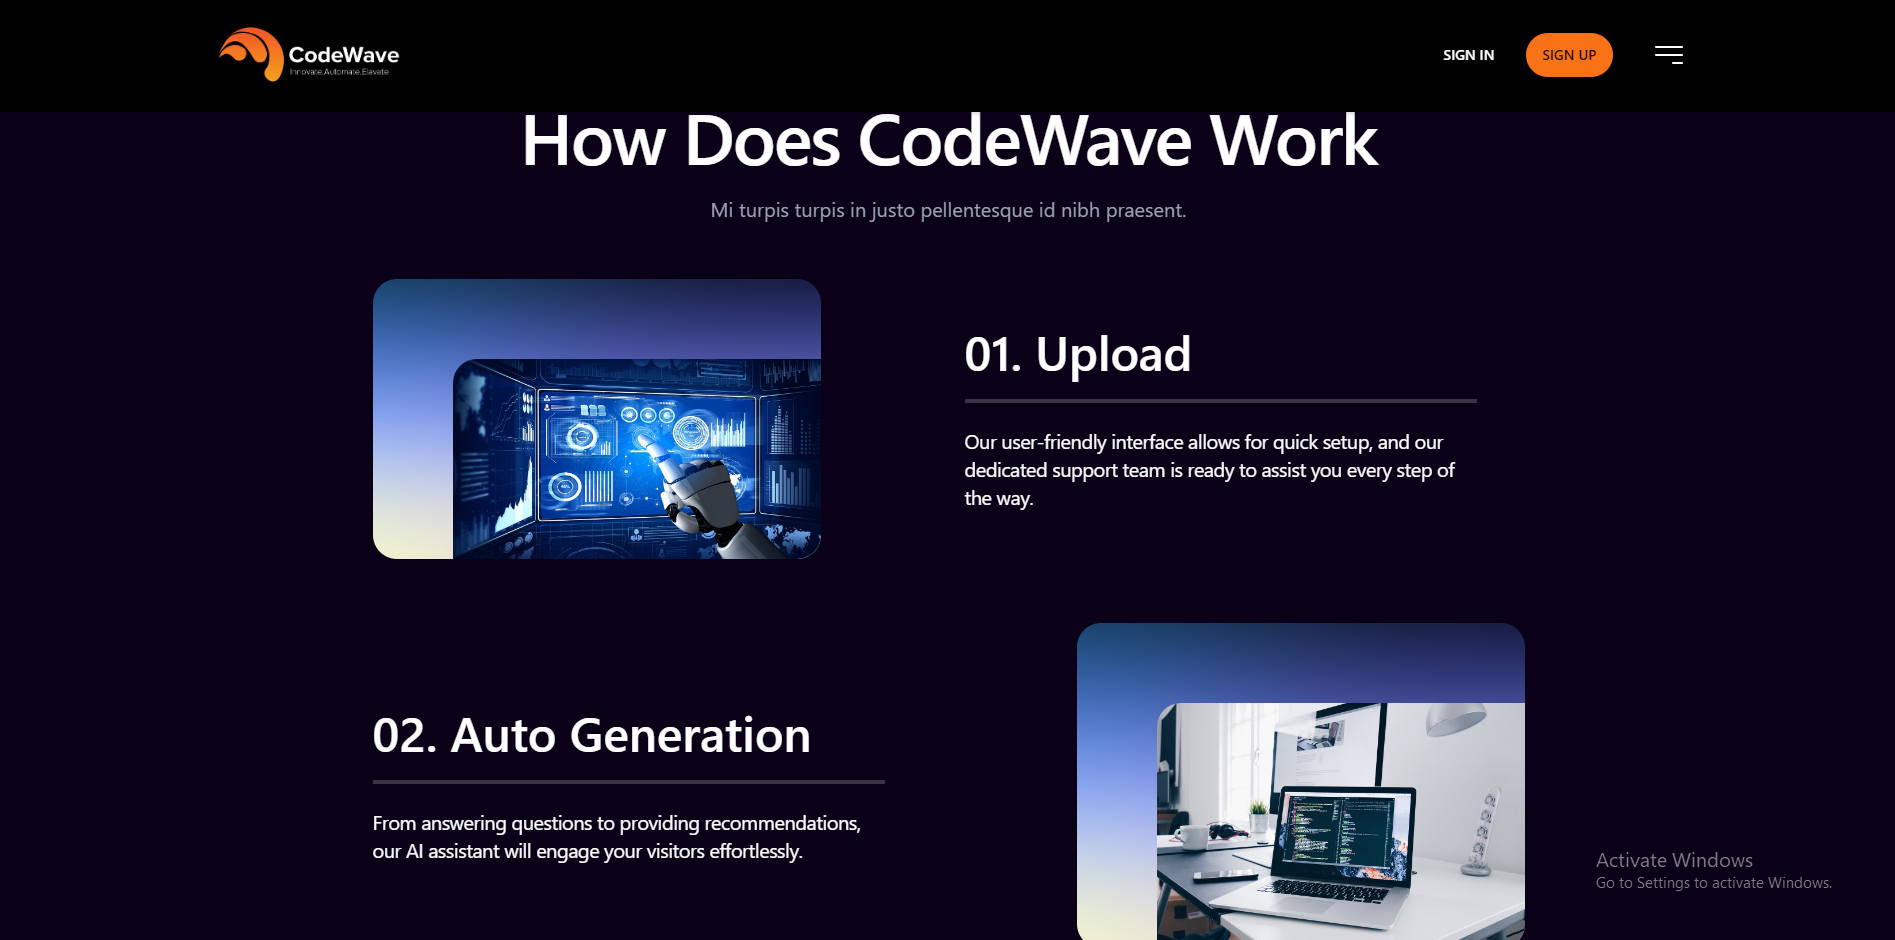 CodeWave
Innovate.Automate.Elavate
SIGN IN
SIGN UP
How Does CodeWave Work
Mi turpis turpis in justo pellentesque id nibh praesent.
01. Upload
Our user-friendly interface allows for quick setup, and our
dedicated support team is ready to assist you every step of
the way.
02. Auto Generation
From answering questions to providing recommendations,
our AI assistant will engage your visitors effortlessly.
Activate Windows
Go to Settings to activate Windows.